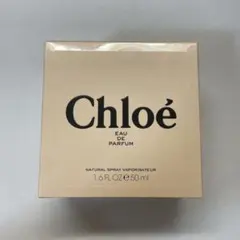 Chloé
EAU
DE
PARFUM
NATURAL SPRAY VAPORISATEUR
1.6 FL.OZ ℮ 50 ml